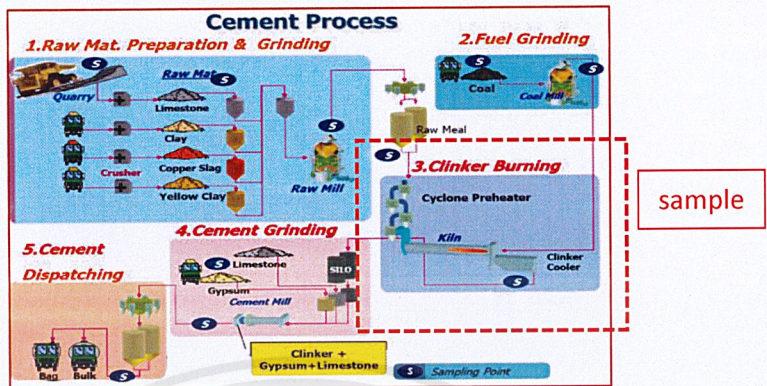 Cement Process
1.Raw Mat. Preparation & Grinding
S
Raw Mat
S
Quarry
Limestone
Clay
Crusher
Copper Slag
Yellow Clay
S
Raw Mill
Raw Meal
S
2.Fuel Grinding
S
S
Coal
Coal Mill
3.Clinker Burning
Cyclone Preheater
Kiln
Clinker
Cooler
S
sample
4.Cement Grinding
Limestone
S
Gypsum
SILO
Cement Mill
S
Clinker +
Gypsum+Limestone
5.Cement
Dispatching
Bag
Bulk
S
S Sampling Point